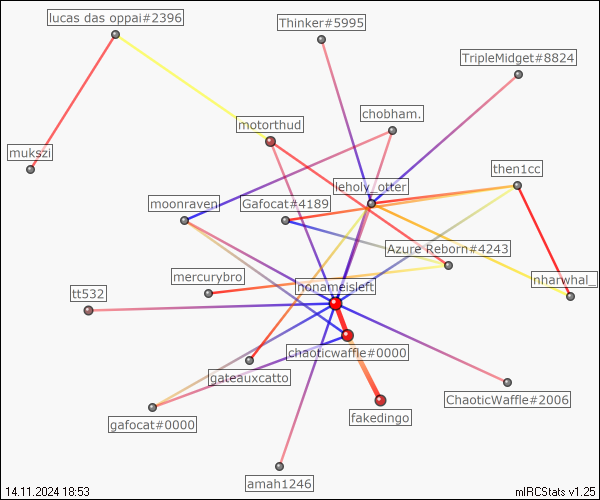 lucas das oppai#2396
Thinker#5995
TripleMidget#8824
chobham.
motorthud
mukszi
then1cc
leholy_otter
moonraven
Gafocat#4189
Azure Reborn#4243
mercurybro
nharwhal_
nonameisleft
tt532
chaoticwaffle#0000
gateauxcatto
ChaoticWaffle#2006
fakedingo
gafocat#0000
amah1246
14.11.2024 18:53
mIRCStats v1.25